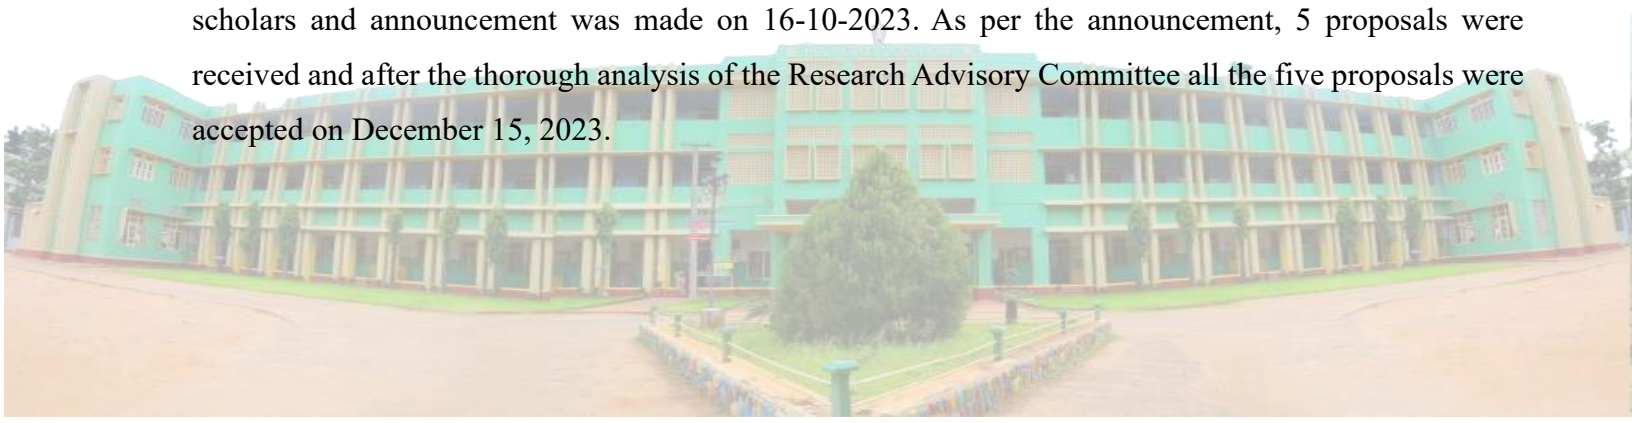 scholars and announcement was made on 16-10-2023. As per the announcement, 5 proposals were
received and after the thorough analysis of the Research Advisory Committee all the five proposals were
accepted on December 15, 2023.